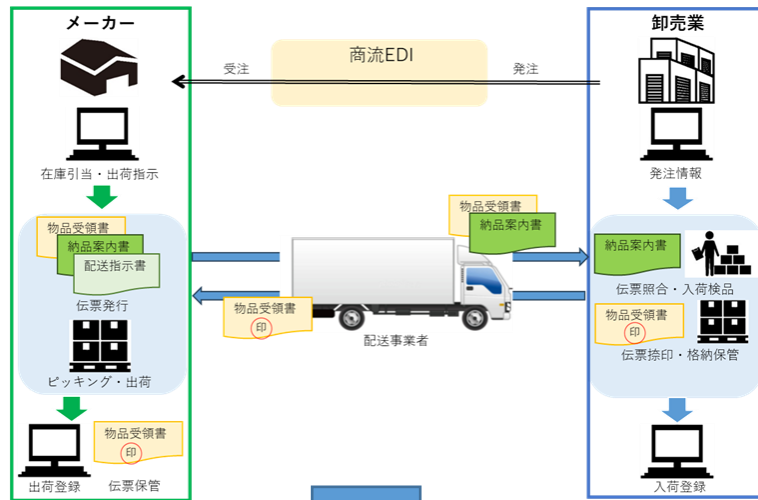 メーカー
卸売業
商流EDI
受注
発注
在庫引当・出荷指示
発注情報
物品受領書
納品案内書
配送指示書
伝票発行
物品受領書
納品案内書
納品案内書
伝票照合・入荷検品
物品受領書
印
配送事業者
物品受領書
印
伝票捺印・格納保管
ピッキング・出荷
物品受領書
印
出荷登録
伝票保管
入荷登録